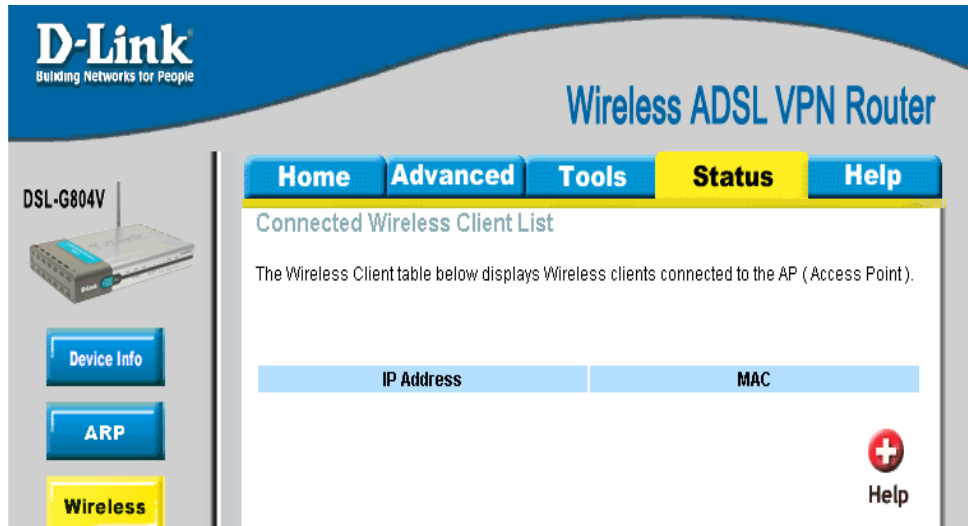 D-Link
Building Networks for People
Wireless ADSL VPN Router
DSL-G804V
Home Advanced Tools Status Help
Connected Wireless Client List
The Wireless Client table below displays Wireless clients connected to the AP ( Access Point ).
Device Info
IP Address MAC
ARP
Help
Wireless